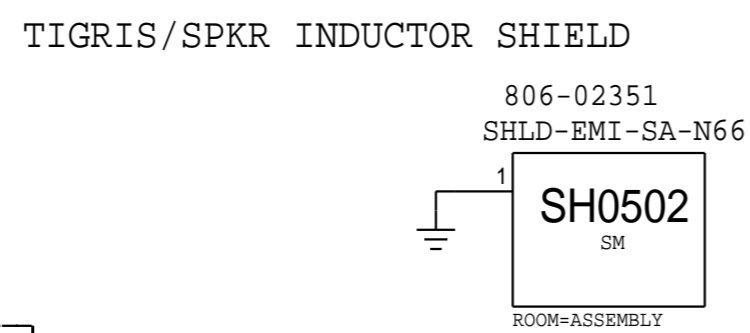 TIGRIS/SPKR INDUCTOR SHIELD
806-02351
SHLD-EMI-SA-N66
1
SH0502
SM
ROOM=ASSEMBLY